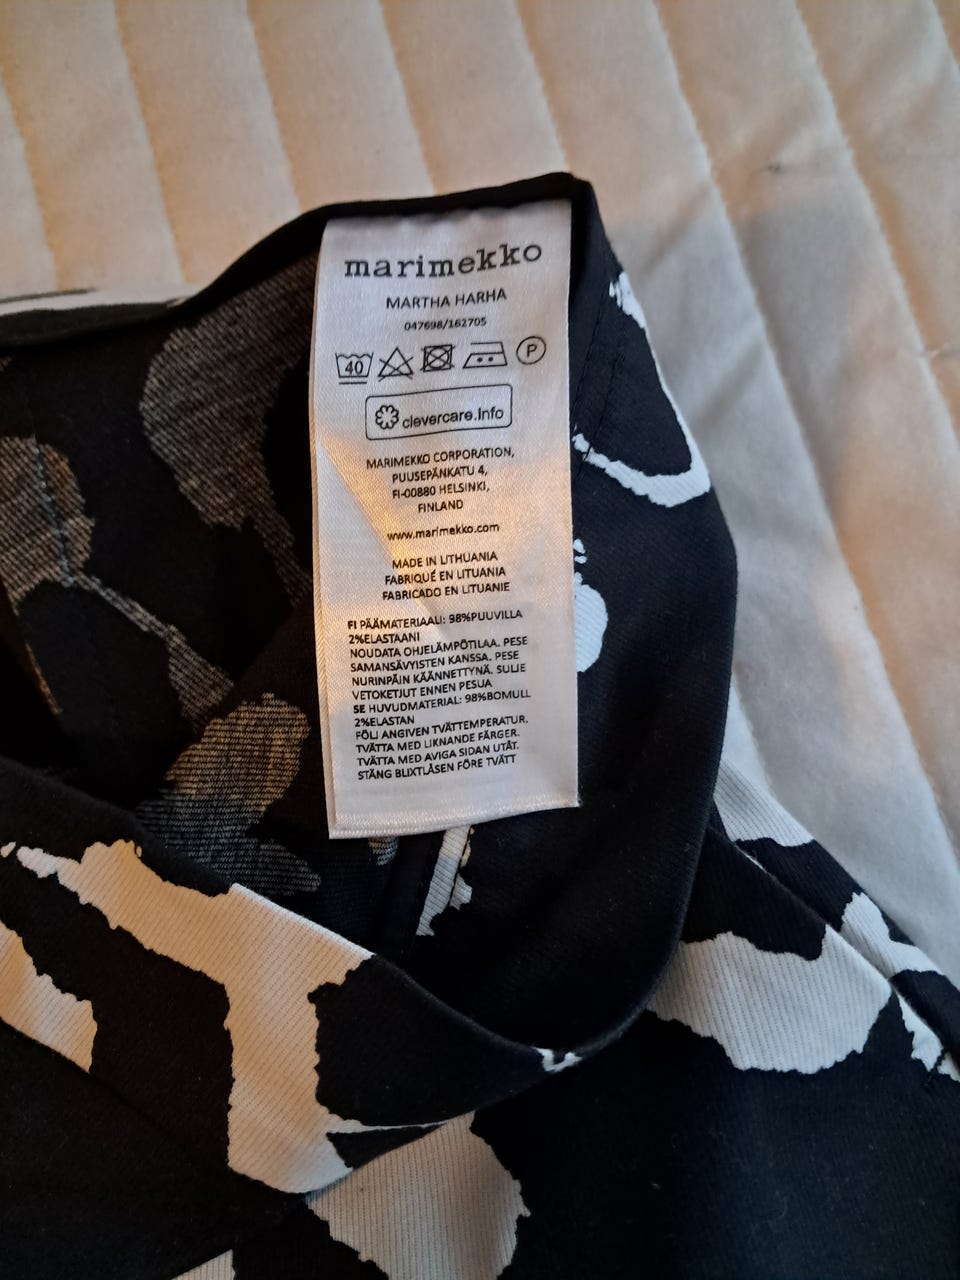 marimekko
MARTHA HARHA
047698/162705
40 P
clevercare.info
MARIMEKKO CORPORATION,
PUUSEPÄNKATU 4,
FI-00880 HELSINKI,
FINLAND
www.marimekko.com
MADE IN LITHUANIA
FABRIQUÉ EN LITUANIA
FABRICADO EN LITUANIE
FI PÄÄMATERIAALI: 98%PUUVILLA
2%ELASTAANI
NOUDATA OHJELÄMPÖTILAA. PESE
SAMANSÄVYISTEN KANSSA. PESE
NURINPÄIN KÄÄNNETTYNÄ. SULJE
VETOKETJUT ENNEN PESUA
SE HUVUDMATERIAL: 98%BOMULL
2%ELASTAN
FÖLJ ANGIVEN TVÄTTEMPERATUR.
TVÄTTA MED LIKNANDE FÄRGER.
TVÄTTA MED AVIGA SIDAN UTÅT.
STÄNG BLIXTLÅSEN FÖRE TVÄTT